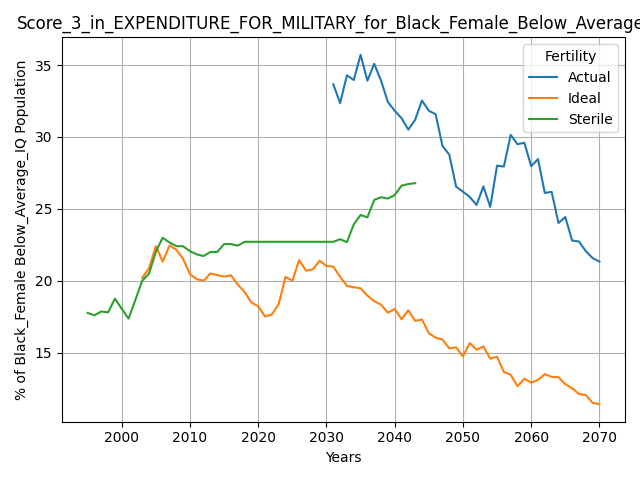 Score_3_in_EXPENDITURE_FOR_MILITARY_for_Black_Female_Below_Average
Fertility
Actual
Ideal
Sterile
% of Black_Female Below_Average_IQ Population
35
30
25
20
15
2000 2010 2020 2030 2040 2050 2060 2070
Years